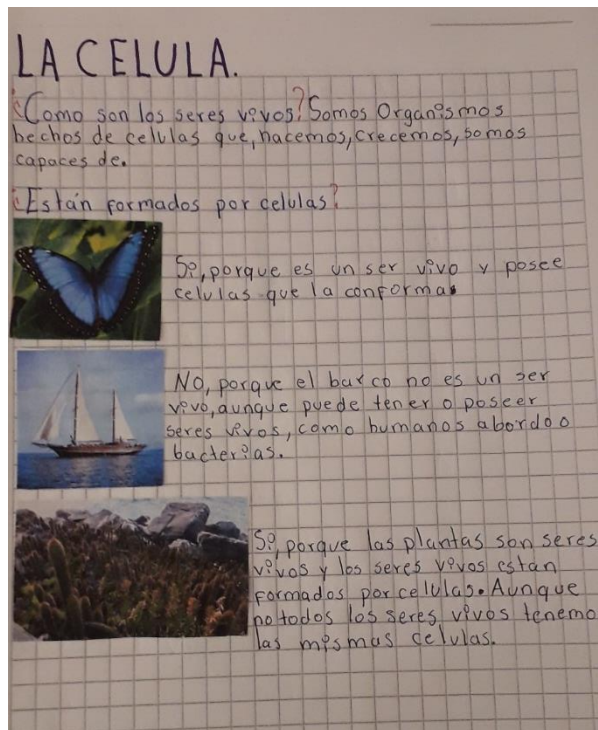 LA CELULA.
¿Como son los seres vivos? Somos Organismos
hechos de celulas que, nacemos, crecemos, somos
capaces de.
¿Están formados por celulas?
Si, porque es un ser vivo y posee
celulas que la conforma
NO, porque el barco no es un ser
vivo, aunque puede tener o poseer
seres vivos, como humanos abordo o
bacterias.
Si, porque las plantas son seres
vivos y los seres vivos estan
formados por celulas. Aunque
no todos los seres vivos tenemo
las mismas celulas.